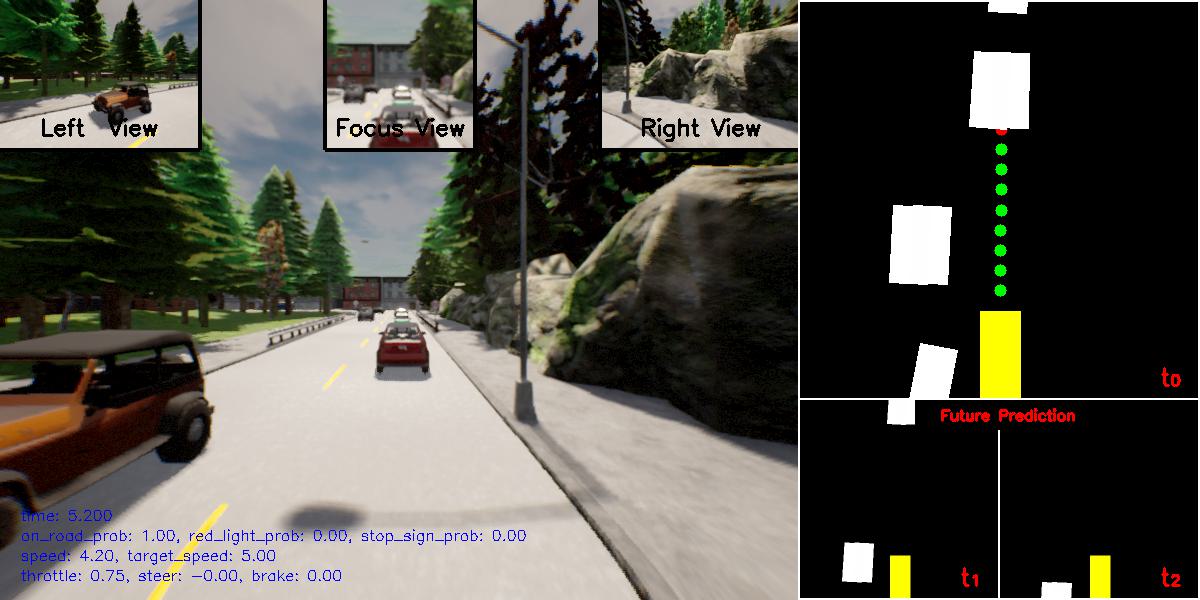 Left View
Focus View
Right View
t0
Future Prediction
t1
t2
time: 5.200
on_road_prob: 1.00, red_light_prob: 0.00, stop_sign_prob: 0.00
speed: 4.20, target_speed: 5.00
throttle: 0.75, steer: −0.00, brake: 0.00